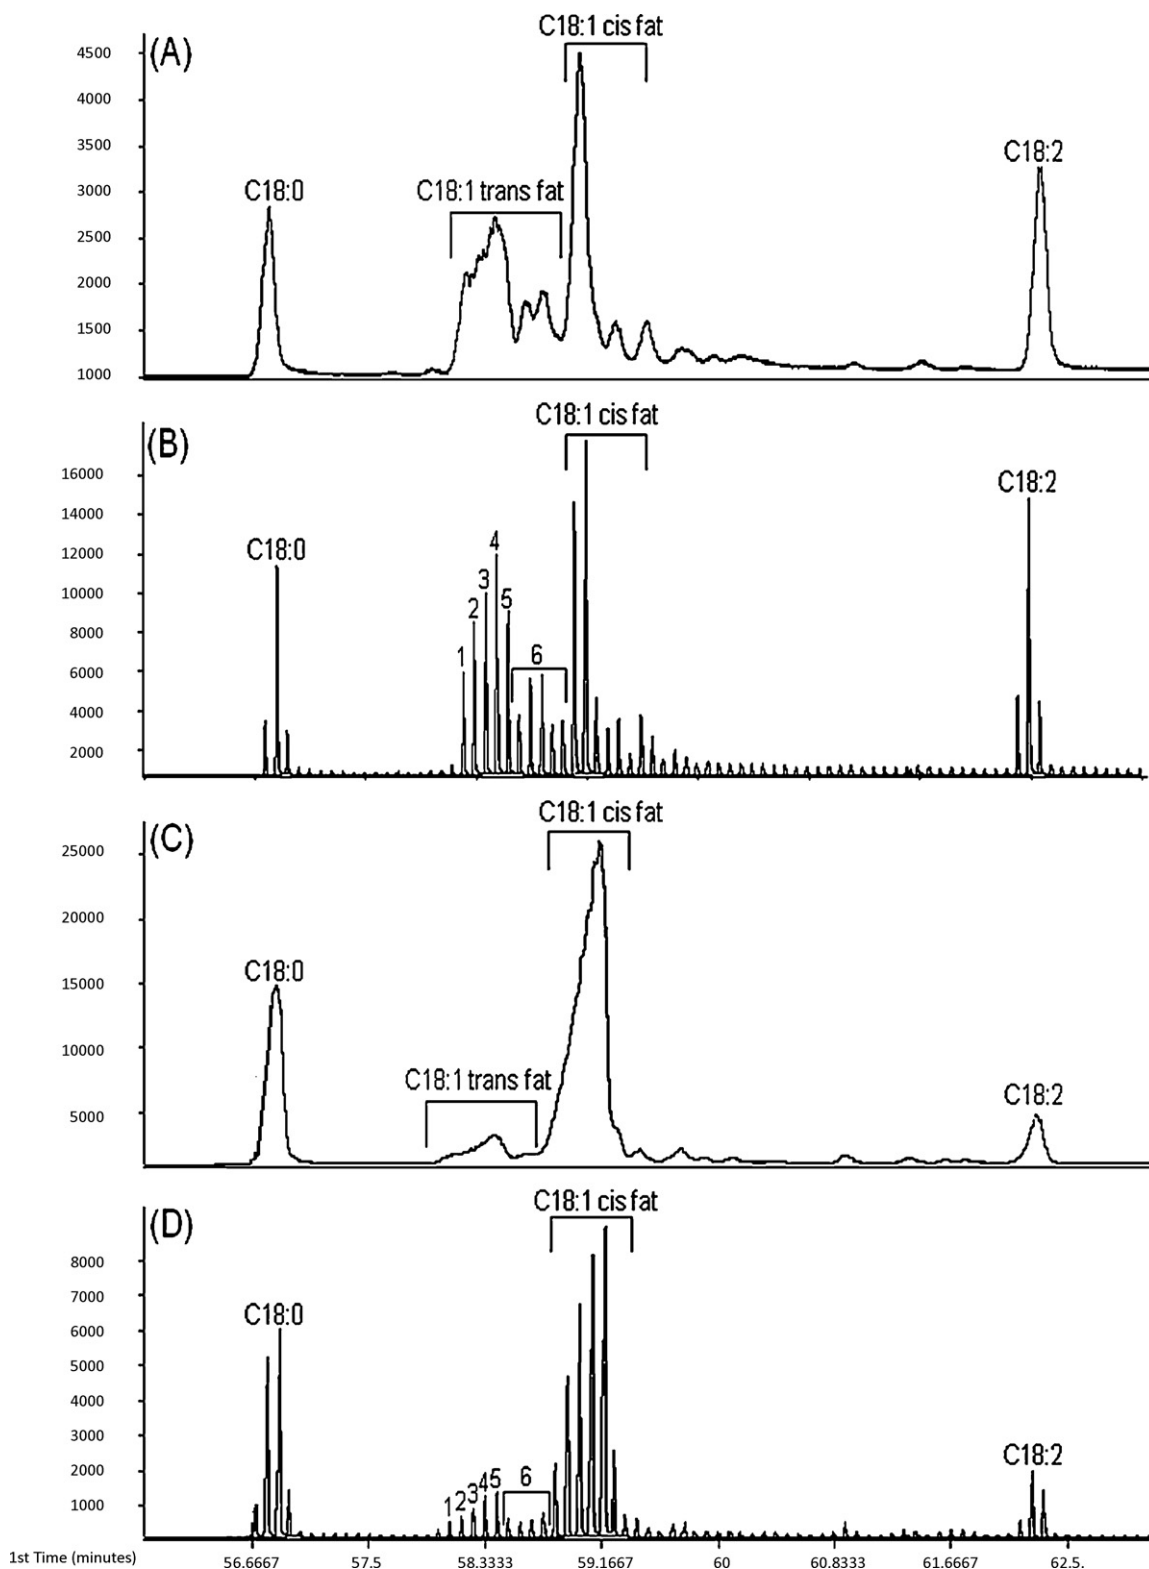 C18:1 cis fat
(A)
4500
4000
3500
3000
2500
2000
1500
1000
C18:0
C18:1 trans fat
C18:2
C18:1 cis fat
(B)
16000
14000
12000
10000
8000
6000
4000
2000
C18:0
1
2
3
4
5
6
C18:2
C18:1 cis fat
(C)
25000
20000
15000
10000
5000
C18:0
C18:1 trans fat
C18:2
C18:1 cis fat
(D)
8000
7000
6000
5000
4000
3000
2000
1000
C18:0
1
2
3
4
5
6
C18:2
1st Time (minutes)
56.6667 57.5 58.3333 59.1667 60 60.8333 61.6667 62.5.